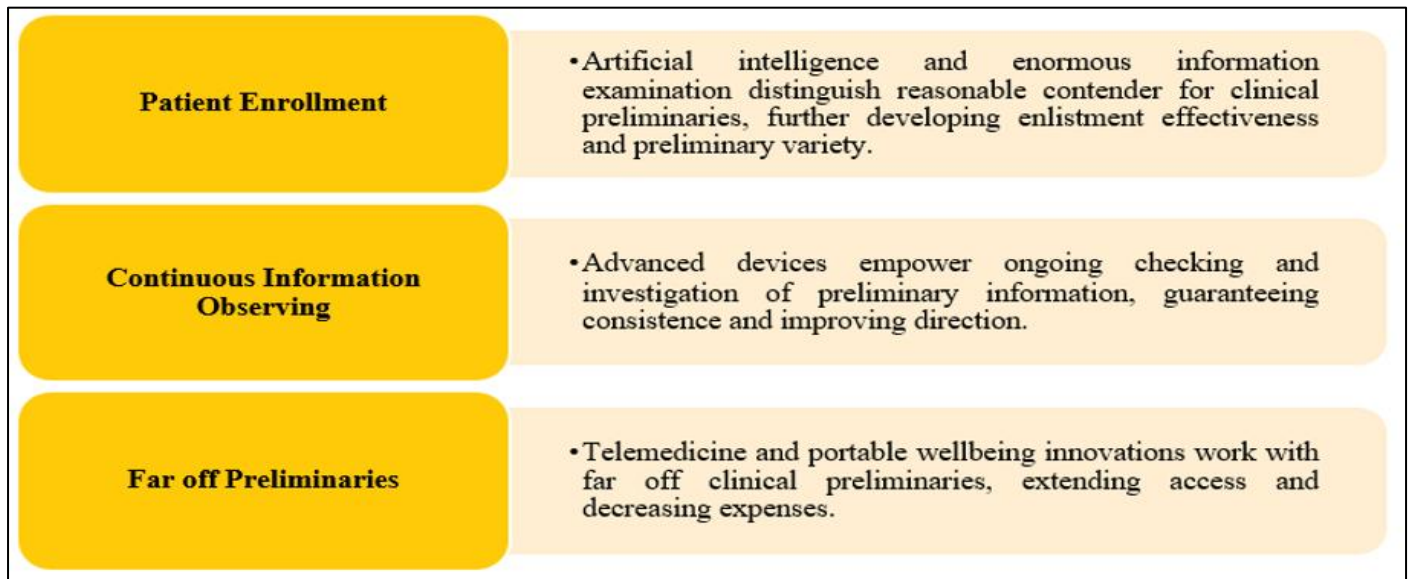 Patient Enrollment
•Artificial intelligence and enormous information
examination distinguish reasonable contender for clinical
preliminaries, further developing enlistment effectiveness
and preliminary variety.
Continuous Information
Observing
•Advanced devices empower ongoing checking and
investigation of preliminary information, guaranteeing
consistence and improving direction.
Far off Preliminaries
•Telemedicine and portable wellbeing innovations work with
far off clinical preliminaries, extending access and
decreasing expenses.